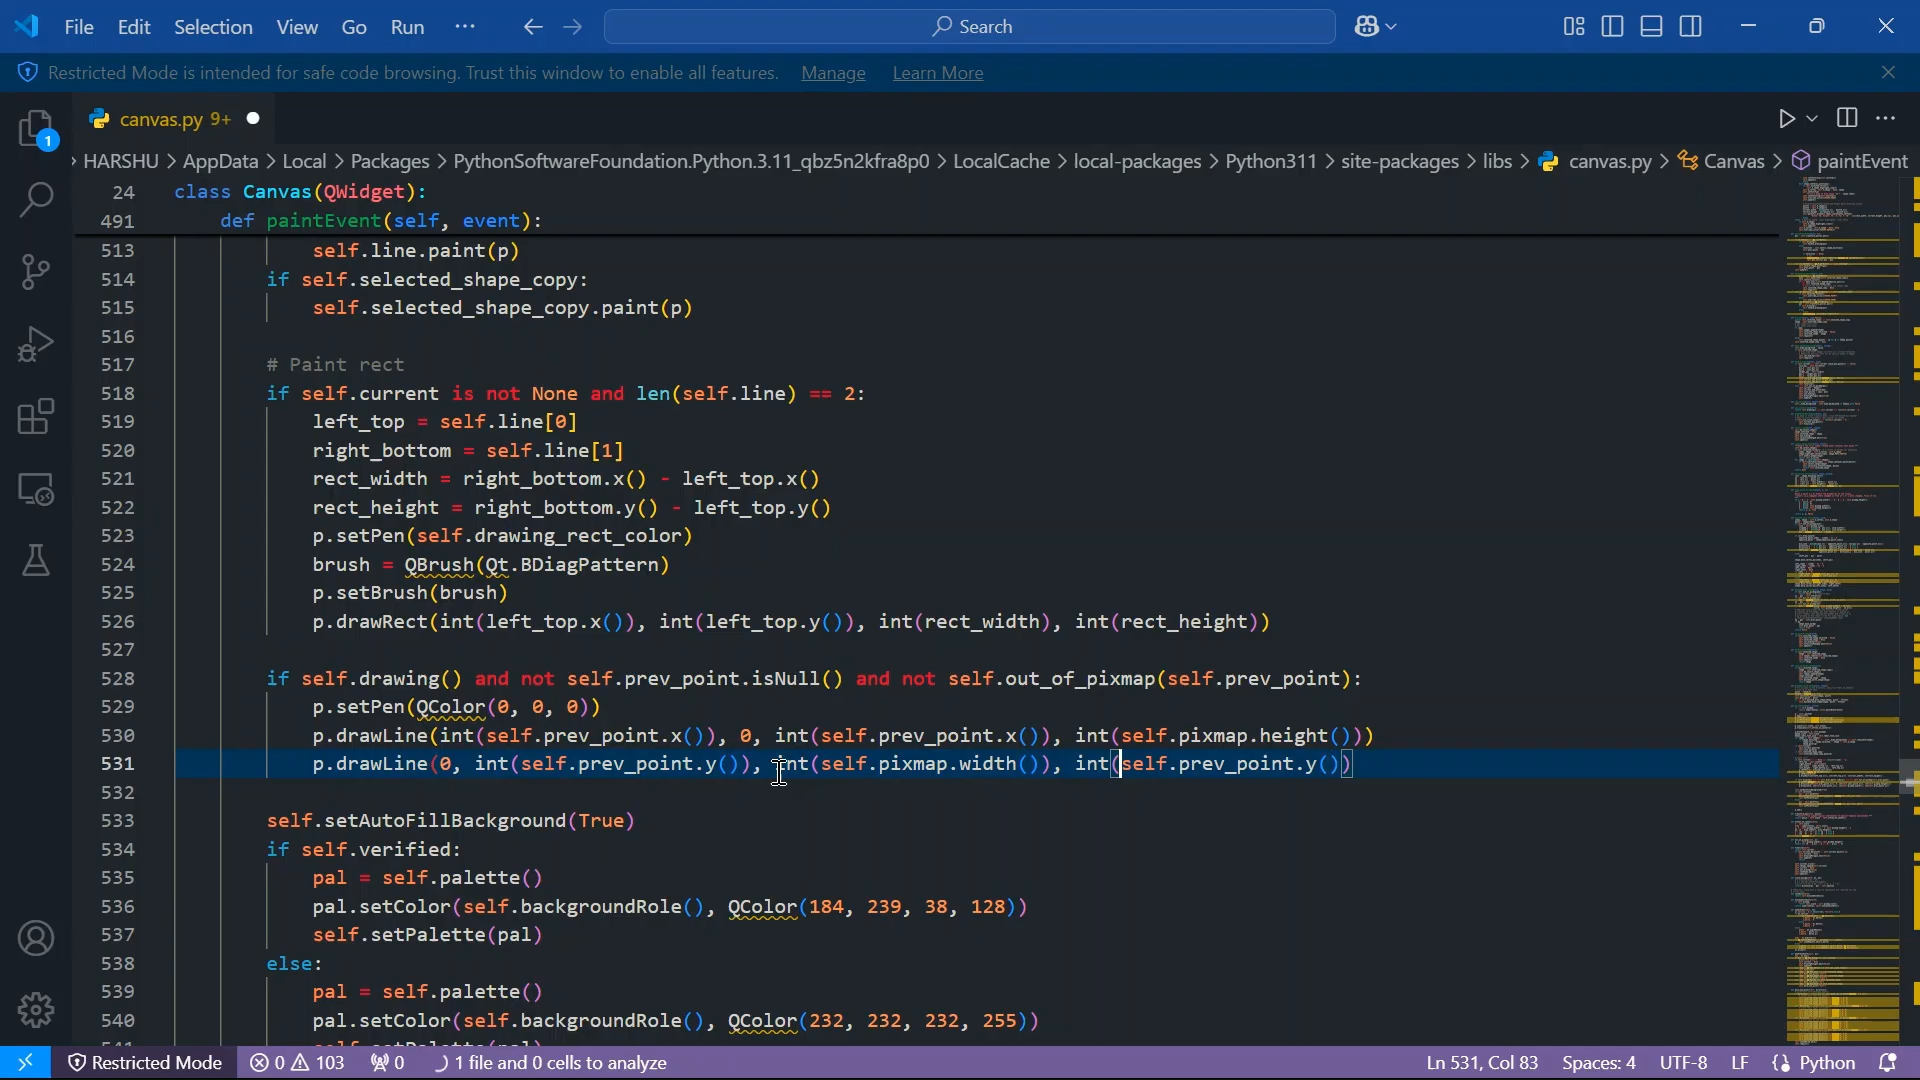 File Edit Selection View Go Run ··· Search
Restricted Mode is intended for safe code browsing. Trust this window to enable all features. Manage Learn More
canvas.py 9+
HARSHU > AppData > Local > Packages > PythonSoftwareFoundation.Python.3.11_qbz5n2kfra8p0 > LocalCache > local-packages > Python311 > site-packages > libs > canvas.py > Canvas > paintEvent
24 class Canvas(QWidget):
491 def paintEvent(self, event):
513 self.line.paint(p)
514 if self.selected_shape_copy:
515 self.selected_shape_copy.paint(p)
516
517 # Paint rect
518 if self.current is not None and len(self.line) == 2:
519 left_top = self.line[0]
520 right_bottom = self.line[1]
521 rect_width = right_bottom.x() - left_top.x()
522 rect_height = right_bottom.y() - left_top.y()
523 p.setPen(self.drawing_rect_color)
524 brush = QBrush(Qt.BDiagPattern)
525 p.setBrush(brush)
526 p.drawRect(int(left_top.x()), int(left_top.y()), int(rect_width), int(rect_height))
527
528 if self.drawing() and not self.prev_point.isNull() and not self.out_of_pixmap(self.prev_point):
529 p.setPen(QColor(0, 0, 0))
530 p.drawLine(int(self.prev_point.x()), 0, int(self.prev_point.x()), int(self.pixmap.height()))
531 p.drawLine(0, int(self.prev_point.y()), int(self.pixmap.width()), int(self.prev_point.y())
532
533 self.setAutoFillBackground(True)
534 if self.verified:
535 pal = self.palette()
536 pal.setColor(self.backgroundRole(), QColor(184, 239, 38, 128))
537 self.setPalette(pal)
538 else:
539 pal = self.palette()
540 pal.setColor(self.backgroundRole(), QColor(232, 232, 232, 255))
1
Restricted Mode 0 103 0 1 file and 0 cells to analyze Ln 531, Col 83 Spaces: 4 UTF-8 LF Python